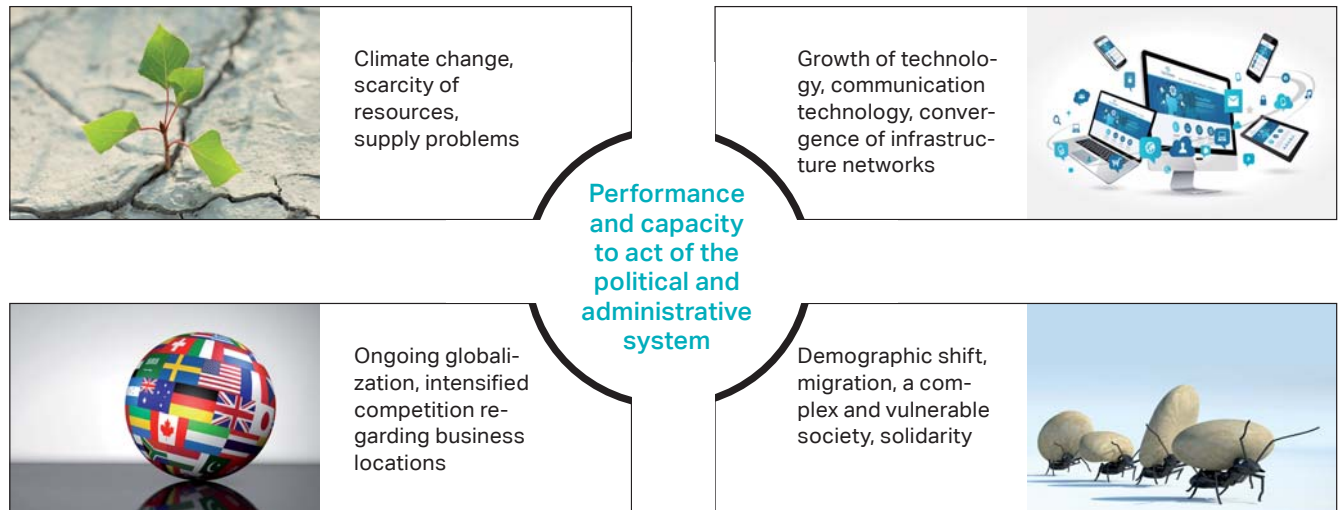 Climate change,
scarcity of
resources,
supply problems
Growth of technolo-
gy, communication
technology, conver-
gence of infrastruc-
ture networks
Performance
and capacity
to act of the
political and
administrative
system
Ongoing globali-
zation, intensified
competition re-
garding business
locations
Demographic shift,
migration, a com-
plex and vulnerable
society, solidarity